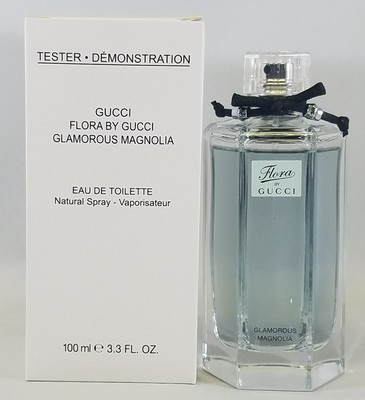 TESTER • DÉMONSTRATION
GUCCI
FLORA BY GUCCI
GLAMOROUS MAGNOLIA
EAU DE TOILETTE
Natural Spray - Vaporisateur
100 ml ℮ 3.3 FL. OZ.
Flora
BY
GUCCI
GLAMOROUS
MAGNOLIA